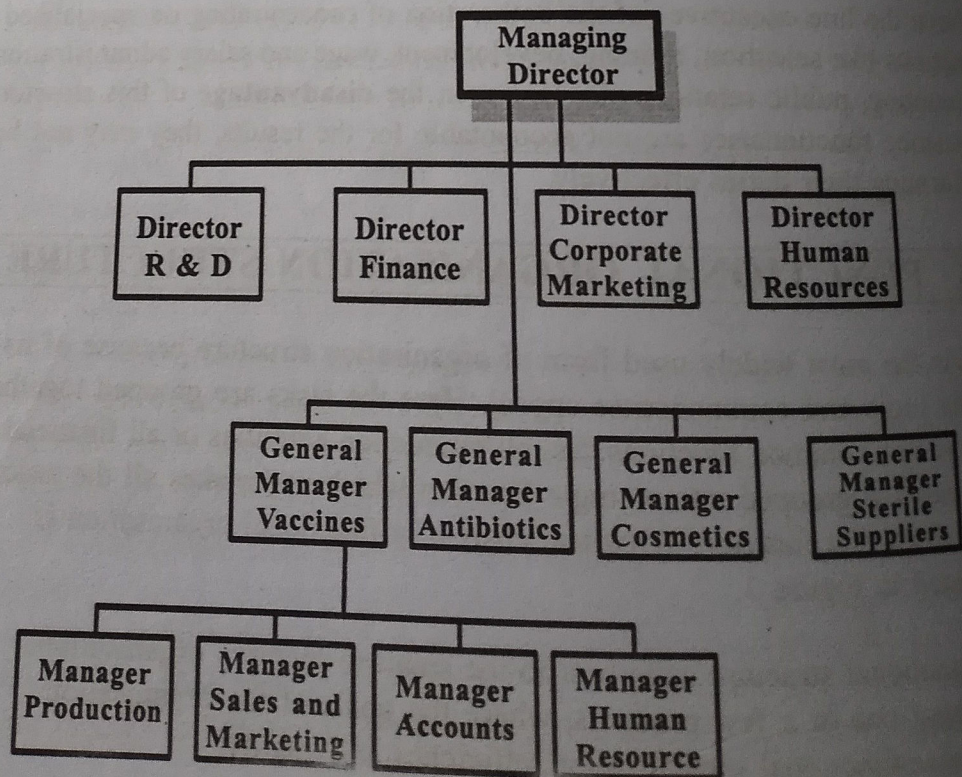 Managing
Director
Director
R & D
Director
Finance
Director
Corporate
Marketing
Director
Human
Resources
General
Manager
Vaccines
General
Manager
Antibiotics
General
Manager
Cosmetics
General
Manager
Sterile
Suppliers
Manager
Production
Manager
Sales and
Marketing
Manager
Accounts
Manager
Human
Resource